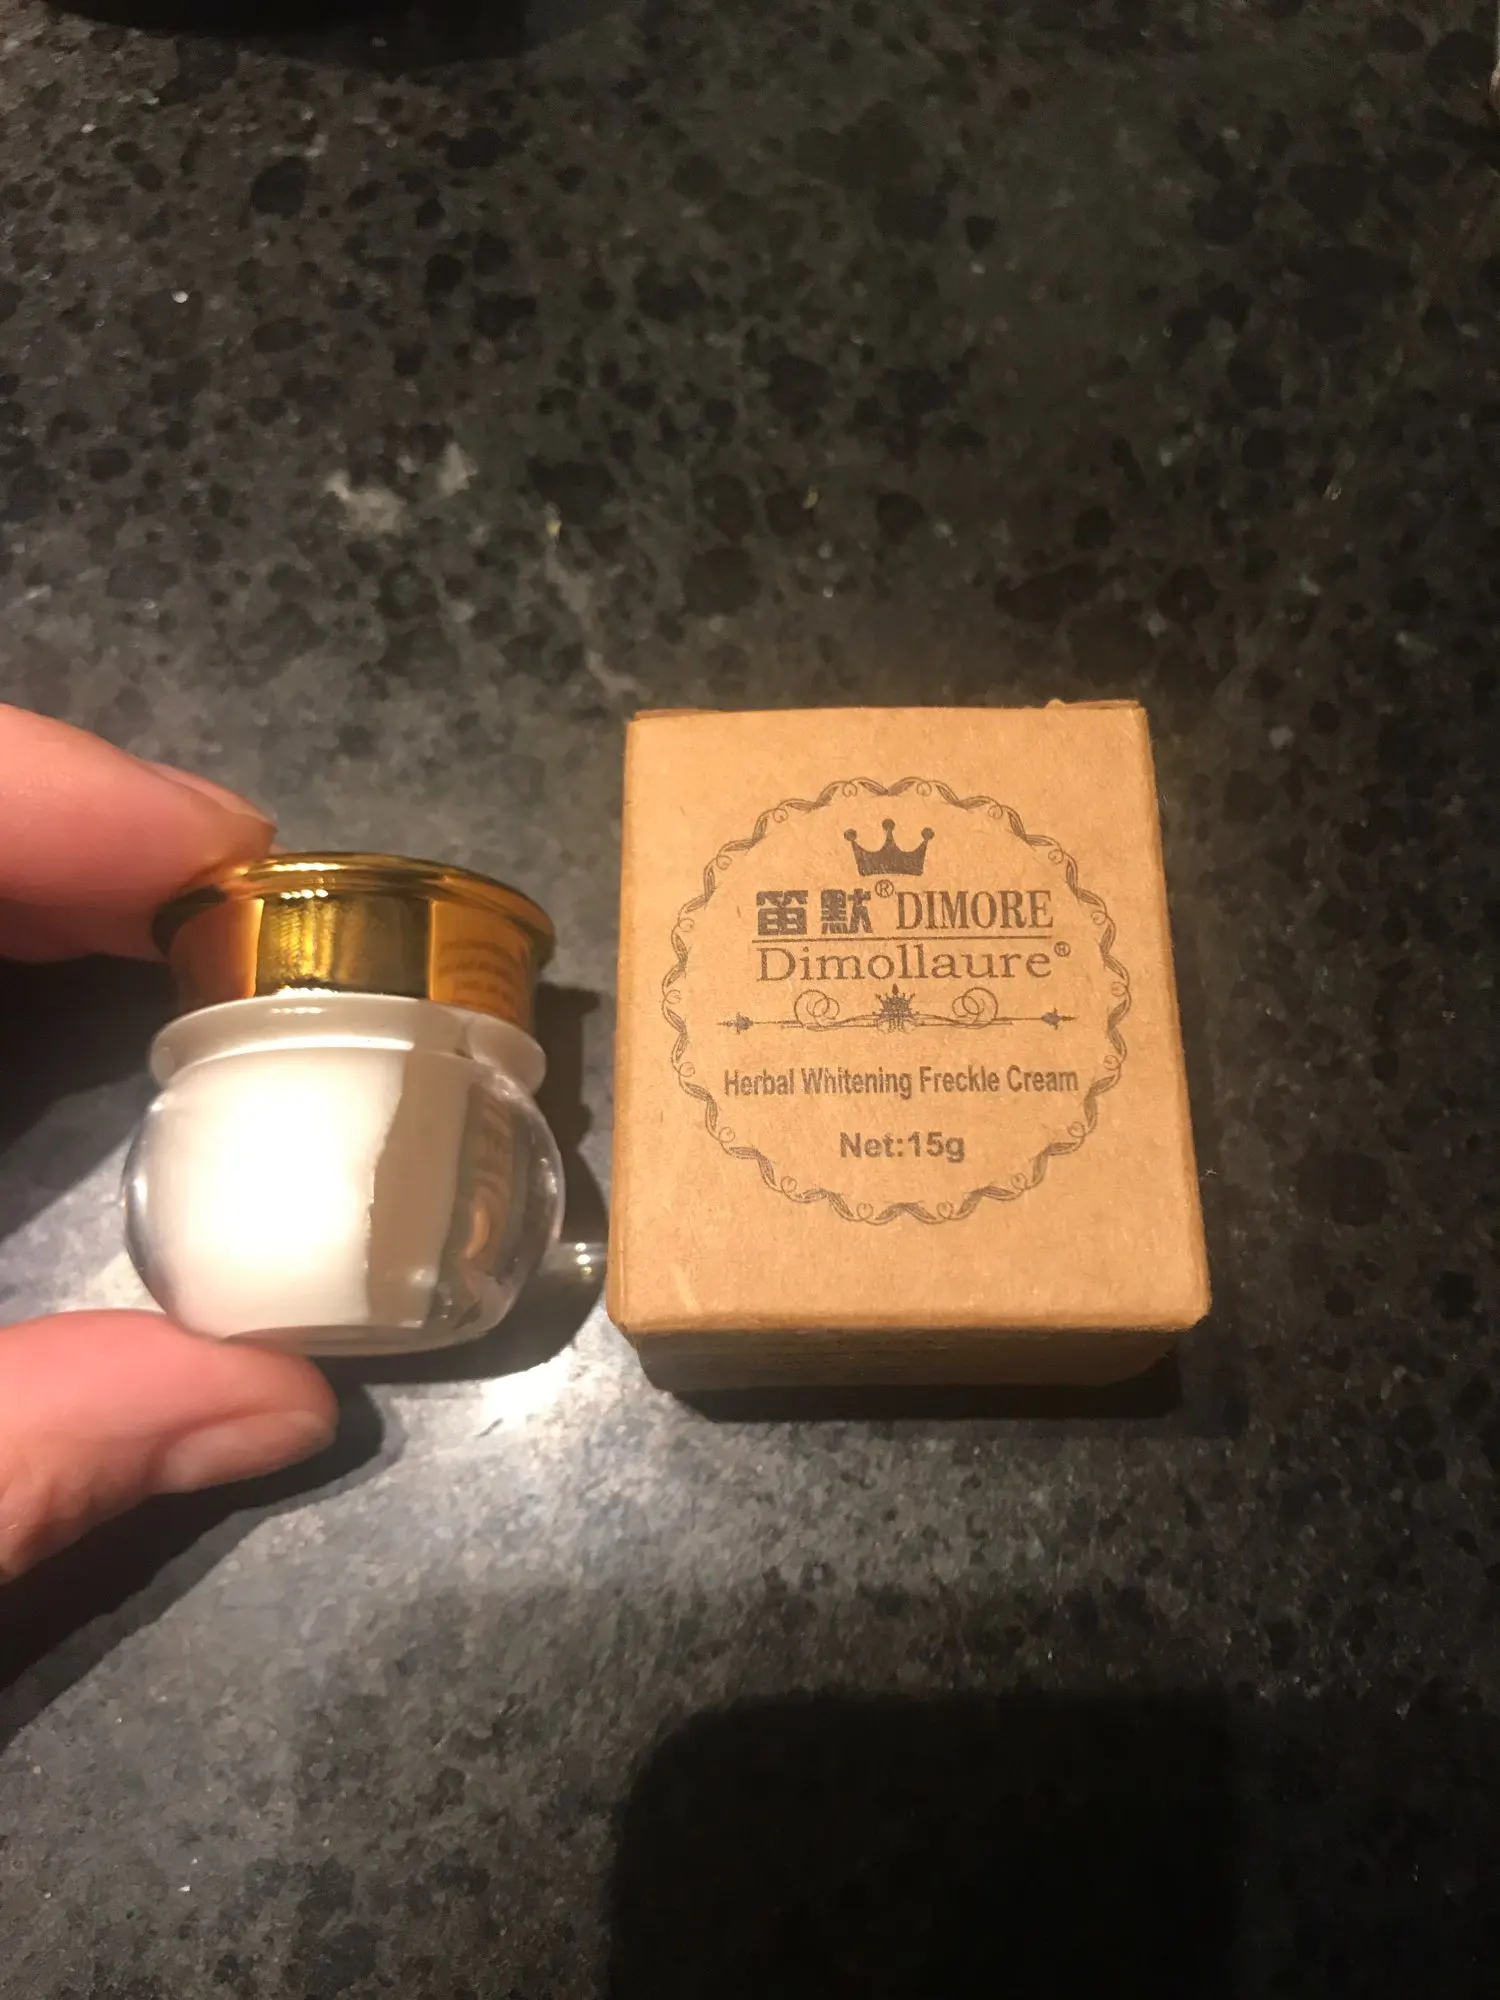 笛默® DIMORE
Dimollaure®
Herbal Whitening Freckle Cream
Net:15g